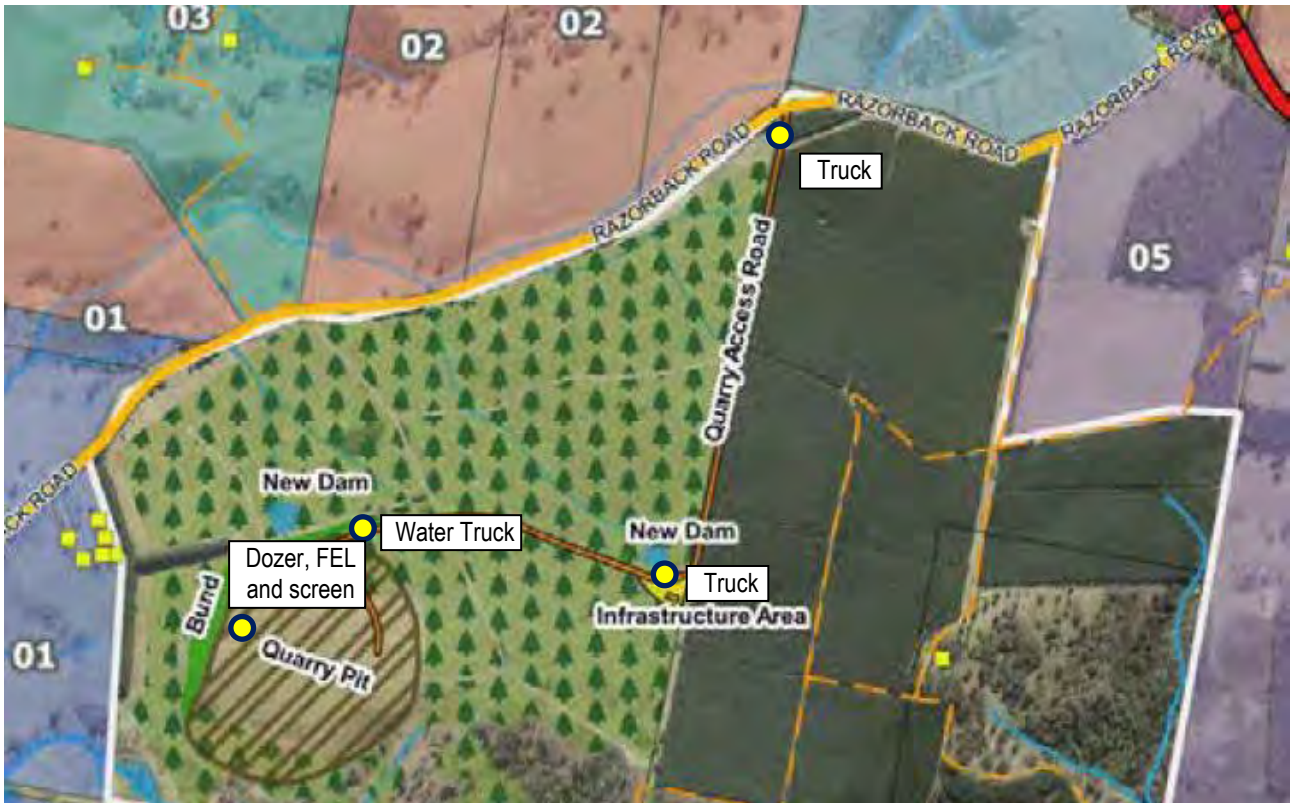 03
02
02
RAZORBACK ROAD
RAZORBACK ROAD
RAZORBACK ROAD
Truck
Quarry Access Road
05
01
New Dam
Water Truck
New Dam
Dozer, FEL
and screen
Truck
Infrastructure Area
Bund
Quarry Pit
01
CK ROAD